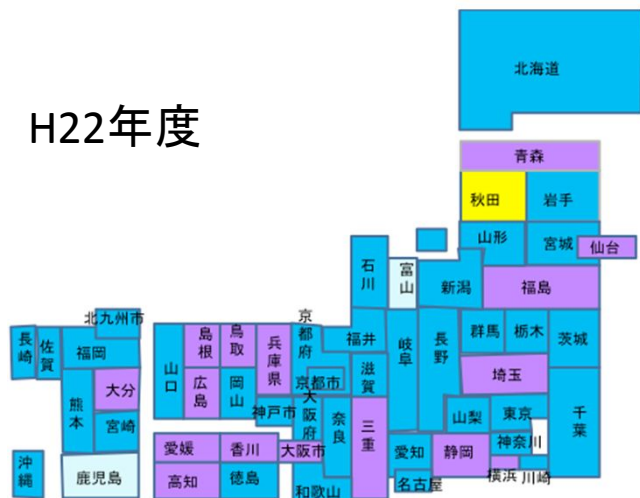 H22年度
北海道
青森
秋田
岩手
山形
宮城
仙台
石川
富山
新潟
福島
北九州市
長崎
佐賀
福岡
山口
島根
鳥取
兵庫県
京都府
福井
岐阜
長野
群馬
栃木
茨城
熊本
大分
広島
岡山
京都市
滋賀
埼玉
宮崎
神戸市
大阪府
奈良
三重
山梨
東京
千葉
沖縄
鹿児島
愛媛
香川
大阪市
愛知
静岡
神奈川
高知
徳島
和歌山
名古屋
横浜
川崎